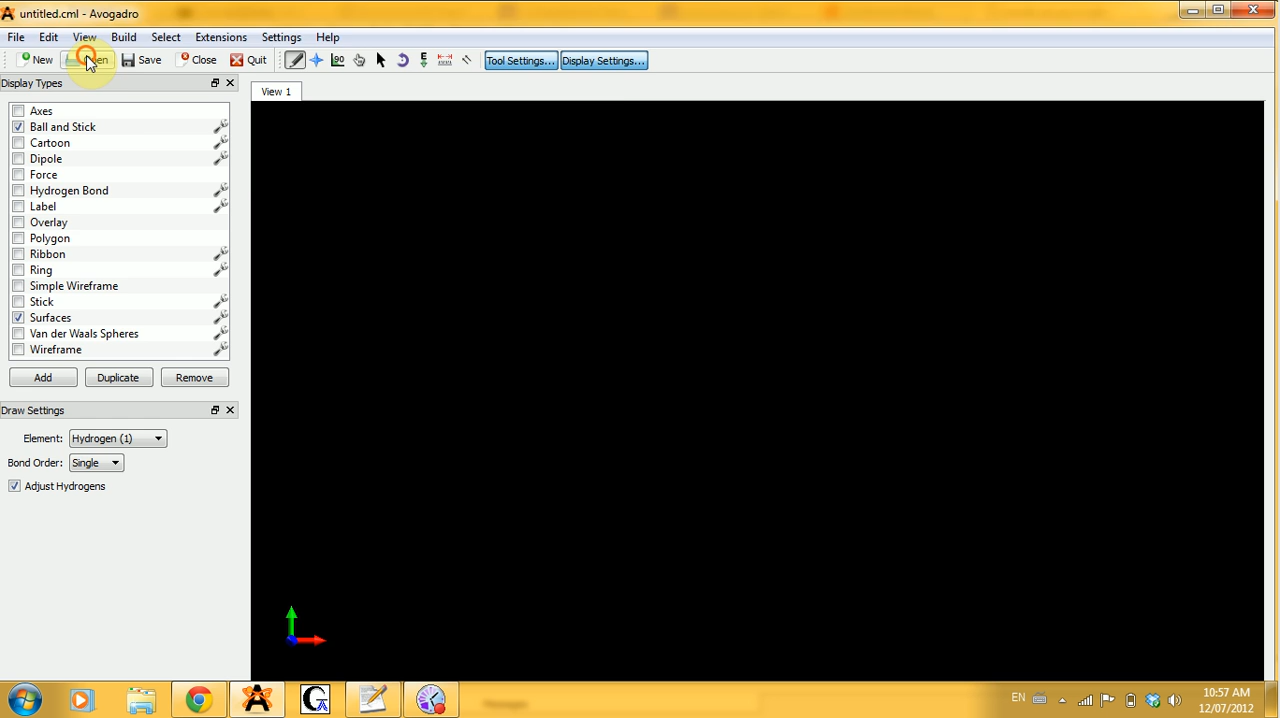 untitled.cml - Avogadro
File Edit View Build Select Extensions Settings Help
New Save Close Quit 90 E Tool Settings... Display Settings...
Display Types
View 1
Axes
Ball and Stick
Cartoon
Dipole
Force
Hydrogen Bond
Label
Overlay
Polygon
Ribbon
Ring
Simple Wireframe
Stick
Surfaces
Van der Waals Spheres
Wireframe
Add Duplicate Remove
Draw Settings
Element: Hydrogen (1)
Bond Order: Single
Adjust Hydrogens
EN
10:57 AM
12/07/2012